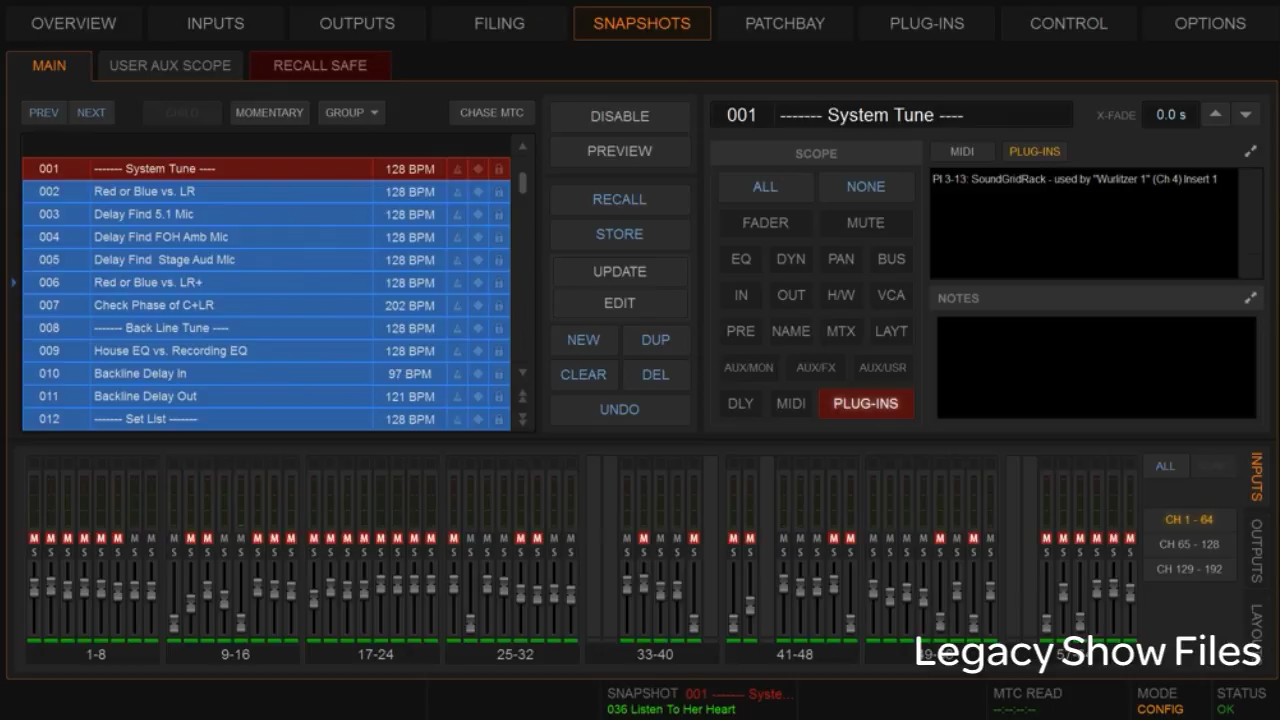 OVERVIEW INPUTS OUTPUTS FILING SNAPSHOTS PATCHBAY PLUG-INS CONTROL OPTIONS
MAIN USER AUX SCOPE RECALL SAFE
PREV NEXT CHILD MOMENTARY GROUP CHASE MTC
001 ------- System Tune ---- 128 BPM
002 Red or Blue vs. LR 128 BPM
003 Delay Find 5.1 Mic 128 BPM
004 Delay Find FOH Amb Mic 128 BPM
005 Delay Find Stage Aud Mic 128 BPM
006 Red or Blue vs. LR+ 128 BPM
007 Check Phase of C+LR 202 BPM
008 ------- Back Line Tune ---- 128 BPM
009 House EQ vs. Recording EQ 128 BPM
010 Backline Delay In 97 BPM
011 Backline Delay Out 121 BPM
012 ------- Set List ------- 128 BPM
DISABLE
PREVIEW
RECALL
STORE
UPDATE
EDIT
NEW DUP
CLEAR DEL
UNDO
001 ------- System Tune ---- X-FADE 0.0 s
SCOPE
ALL NONE
FADER MUTE
EQ DYN PAN BUS
IN OUT H/W VCA
PRE NAME MTX LAYT
AUX/MON AUX/FX AUX/USR
DLY MIDI PLUG-INS
MIDI PLUG-INS
PI 3-13: SoundGridRack - used by "Wurlitzer 1" (Ch 4) Insert 1
NOTES
M M M M M M M M M M M M M M M M M M M M M M M M M M M M M M M M M M M M M M M M M M M M M M M M M M M M M M M M M
S S S S S S S S S S S S S S S S S S S S S S S S S S S S S S S S S S S S S S S S S S S S S S S S S S S S S S S S S
1-8 9-16 17-24 25-32 33-40 41-48
ALL
CH 1 - 64
CH 65 - 128
CH 129 - 192
INPUTS
OUTPUTS
Legacy Show Files
SNAPSHOT 001 ------- Syste...
036 Listen To Her Heart
MTC READ
--:--:--:--
MODE
CONFIG
STATUS
OK